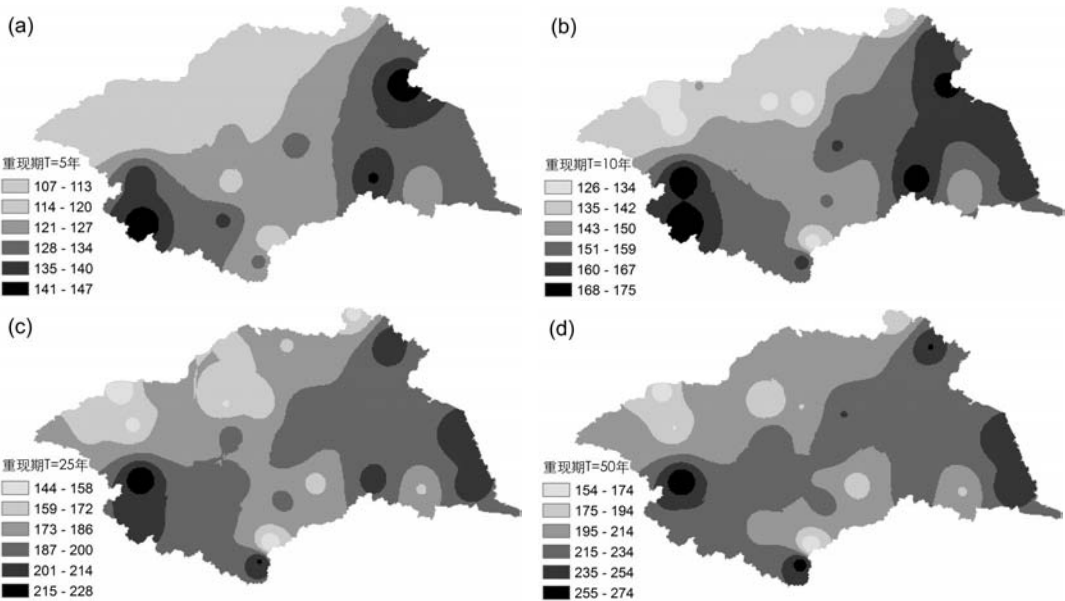 (a)
重现期T=5年
107 - 113
114 - 120
121 - 127
128 - 134
135 - 140
141 - 147
(b)
重现期T=10年
126 - 134
135 - 142
143 - 150
151 - 159
160 - 167
168 - 175
(c)
重现期T=25年
144 - 158
159 - 172
173 - 186
187 - 200
201 - 214
215 - 228
(d)
重现期T=50年
154 - 174
175 - 194
195 - 214
215 - 234
235 - 254
255 - 274